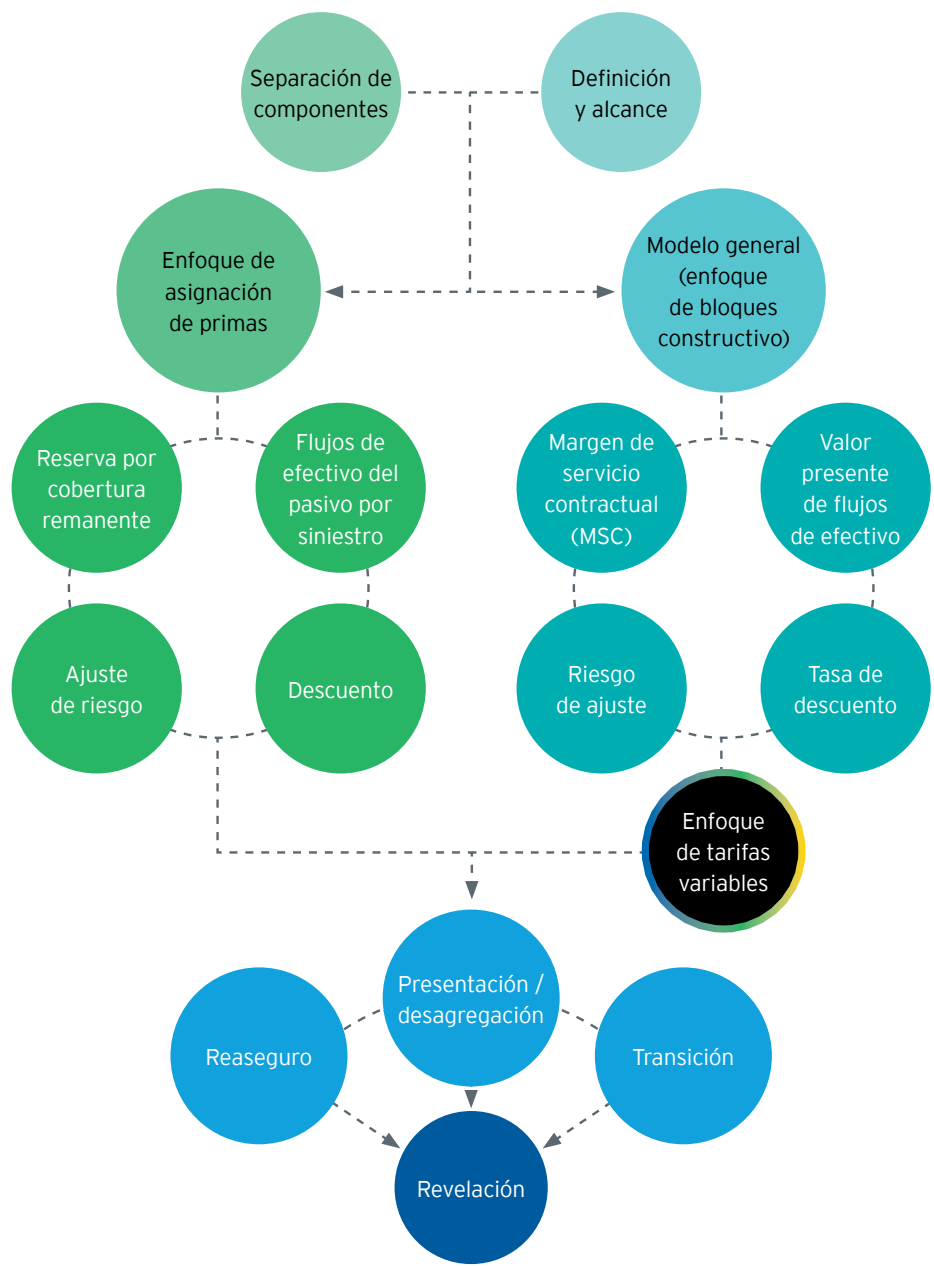 Separación de
componentes
Definición
y alcance
Enfoque de
asignación
de primas
Modelo general
(enfoque
de bloques
constructivo)
Reserva por
cobertura
remanente
Flujos de
efectivo del
pasivo por
siniestro
Margen de
servicio
contractual
(MSC)
Valor
presente
de flujos
de efectivo
Ajuste
de riesgo
Descuento
Riesgo
de ajuste
Tasa de
descuento
Enfoque
de tarifas
variables
Presentación /
desagregación
Reaseguro
Transición
Revelación